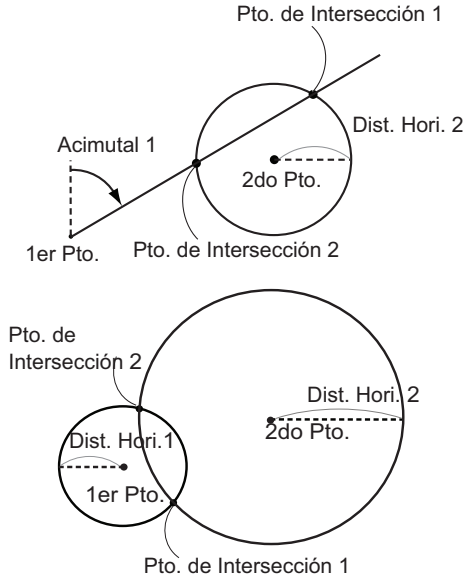 Pto. de Intersección 1
Dist. Hori. 2
Acimutal 1
2do Pto.
1er Pto.
Pto. de Intersección 2
Pto. de
Intersección 2
Dist. Hori. 2
2do Pto.
Dist. Hori.1
1er Pto.
Pto. de Intersección 1